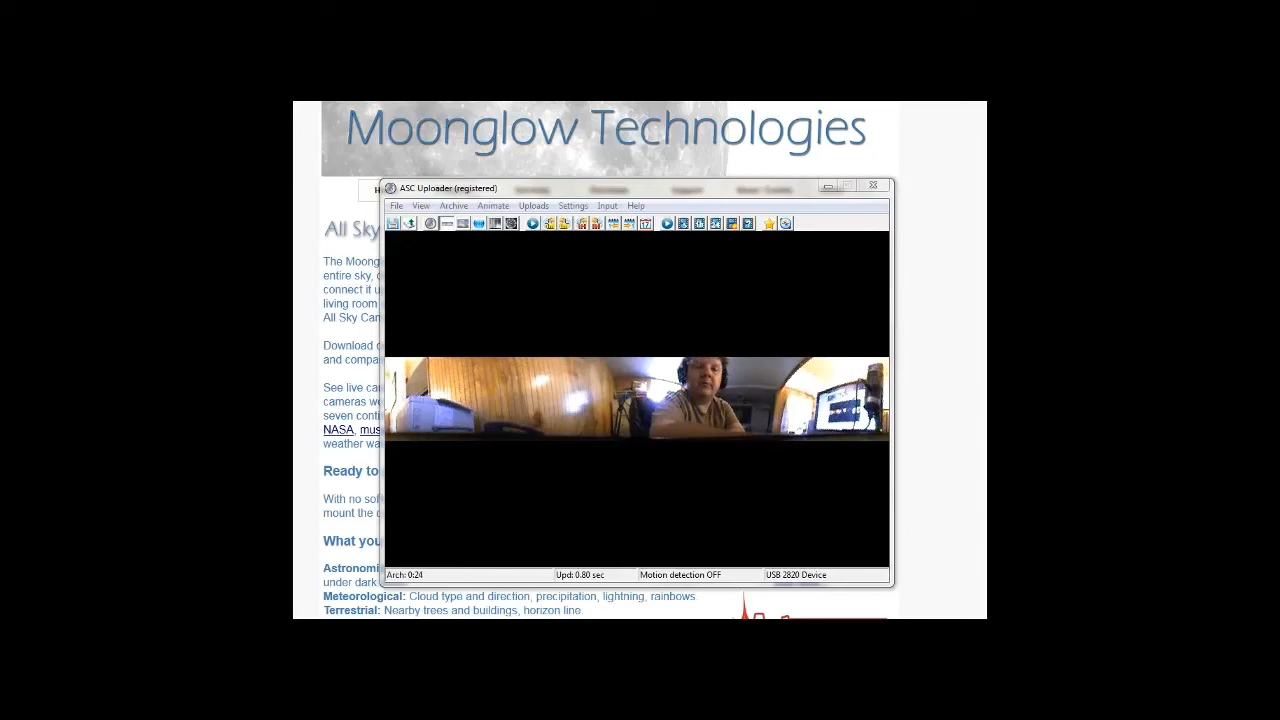 Moonglow Technologies
ASC Uploader (registered)
File View Archive Animate Uploads Settings Input Help
17
All Sky
The Moong
entire sky,
connect it u
living room
All Sky Can
Download
and compa
See live ca
cameras we
seven conti
NASA, mus
weather wa
Ready to
With no sof
mount the
What you
Astronomi
under dark
Arch: 0:24 Upd: 0.80 sec Motion detection OFF USB 2820 Device
Meteorological: Cloud type and direction, precipitation, lightning, rainbows.
Terrestrial: Nearby trees and buildings, horizon line.